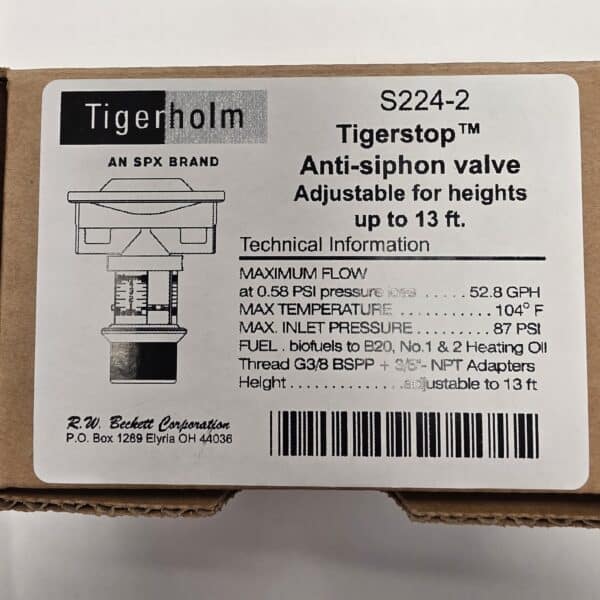 Tigerholm
AN SPX BRAND
S224-2
Tigerstop™
Anti-siphon valve
Adjustable for heights
up to 13 ft.
Technical Information
MAXIMUM FLOW
at 0.58 PSI pressure loss ...... 52.8 GPH
MAX TEMPERATURE ............ 104° F
MAX. INLET PRESSURE ......... 87 PSI
FUEL . biofuels to B20, No.1 & 2 Heating Oil
Thread G3/8 BSPP + 3/8"- NPT Adapters
Height .................. adjustable to 13 ft
R.W. Beckett Corporation
P.O. Box 1289 Elyria OH 44036